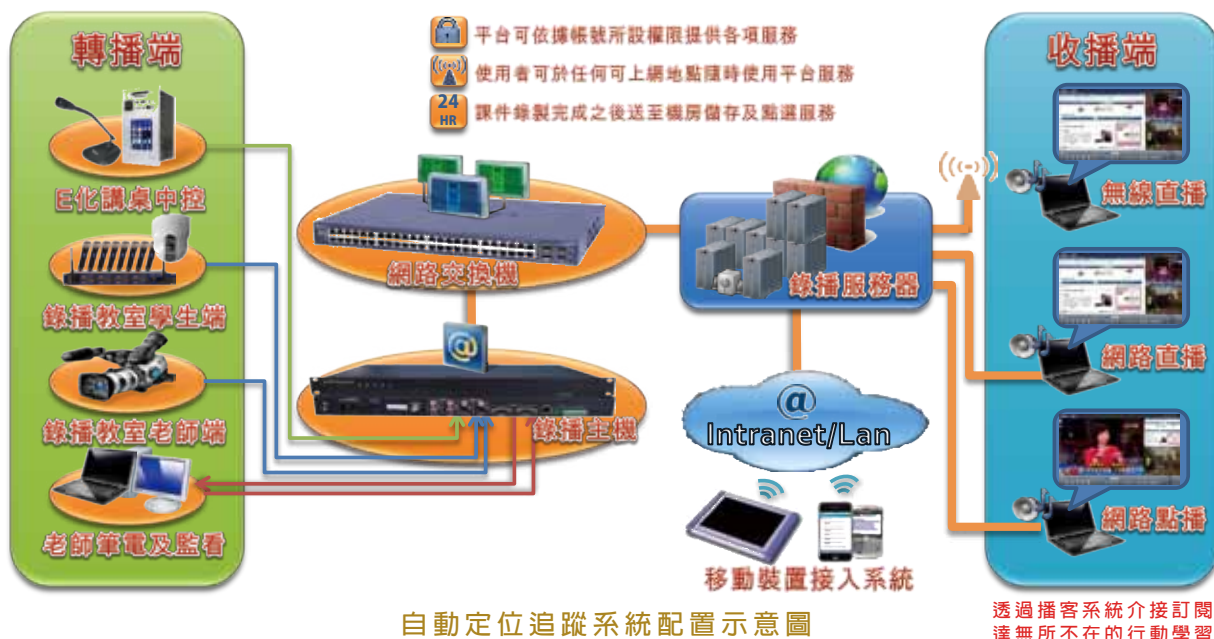 轉播端
E化講桌中控
錄播教室學生端
錄播教室老師端
老師筆電及監看
平台可依據帳號所設權限提供各項服務
使用者可於任何可上網地點隨時使用平台服務
24
HR
課件錄製完成之後送至機房儲存及點選服務
網路交換機
@
錄播主機
錄播服務器
@
Intranet/Lan
移動裝置接入系統
收播端
無線直播
網路直播
網路點播
自動定位追蹤系統配置示意圖
透過播客系統介接訂閱
達無所不在的行動學習